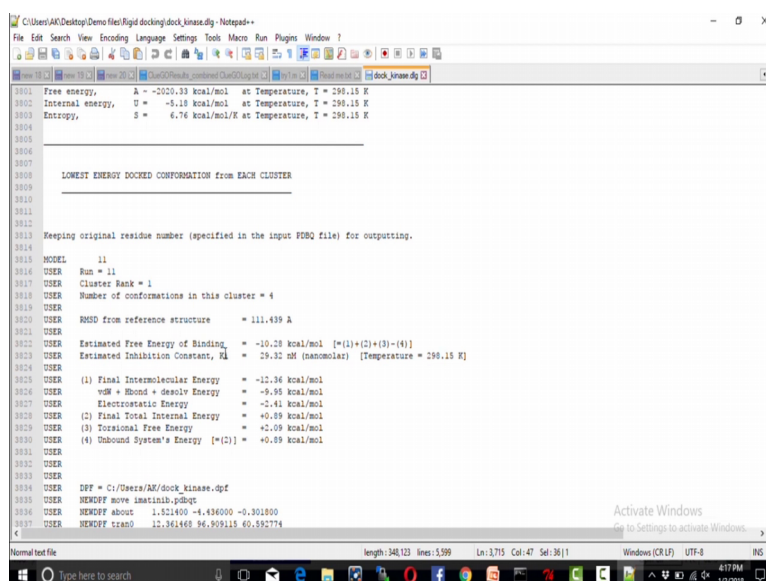 C:\Users\AK\Desktop\Demo files\Rigid docking\dock_kinase.dlg - Notepad++
File Edit Search View Encoding Language Settings Tools Macro Run Plugins Window ?
new 18 new 19 new 20 ClueGOResults_combined ClueGOLog.txt Read me.txt dock_kinase.dlg
3801 Free energy, A ~ -2020.33 kcal/mol at Temperature, T = 298.15 K
3802 Internal energy, U = -5.18 kcal/mol at Temperature, T = 298.15 K
3803 Entropy, S = 6.76 kcal/mol/K at Temperature, T = 298.15 K
3804
3805
3806
3807
3808 LOWEST ENERGY DOCKED CONFORMATION from EACH CLUSTER
3809
3810
3811
3812
3813 Keeping original residue number (specified in the input PDBQ file) for outputting.
3814
3815 MODEL 11
3816 USER Run = 11
3817 USER Cluster Rank = 1
3818 USER Number of conformations in this cluster = 4
3819 USER
3820 USER RMSD from reference structure = 111.439 A
3821 USER
3822 USER Estimated Free Energy of Binding = -10.28 kcal/mol [=(1)+(2)+(3)-(4)]
3823 USER Estimated Inhibition Constant, Ki = 29.32 nM (nanomolar) [Temperature = 298.15 K]
3824 USER
3825 USER (1) Final Intermolecular Energy = -12.36 kcal/mol
3826 USER vdW + Hbond + desolv Energy = -9.95 kcal/mol
3827 USER Electrostatic Energy = -2.41 kcal/mol
3828 USER (2) Final Total Internal Energy = +0.89 kcal/mol
3829 USER (3) Torsional Free Energy = +2.09 kcal/mol
3830 USER (4) Unbound System's Energy [=(2)] = +0.89 kcal/mol
3831 USER
3832 USER
3833 USER
3834 USER DPF = C:/Users/AK/dock_kinase.dpf
3835 USER NEWDPF move imatinib.pdbqt
3836 USER NEWDPF about 1.521400 -4.436000 -0.301800
3837 USER NEWDPF tran0 12.361468 96.909115 60.592774
Activate Windows
Go to Settings to activate Windows.
Normal text file length : 348,123 lines : 5,599 Ln : 3,715 Col : 47 Sel : 36 | 1 Windows (CR LF) UTF-8 INS
Type here to search 4:17 PM